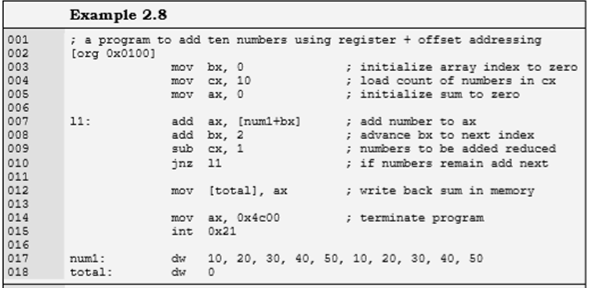 Example 2.8
001 ; a program to add ten numbers using register + offset addressing
002 [org 0x0100]
003 mov bx, 0 ; initialize array index to zero
004 mov cx, 10 ; load count of numbers in cx
005 mov ax, 0 ; initialize sum to zero
006
007 l1: add ax, [num1+bx] ; add number to ax
008 add bx, 2 ; advance bx to next index
009 sub cx, 1 ; numbers to be added reduced
010 jnz l1 ; if numbers remain add next
011
012 mov [total], ax ; write back sum in memory
013
014 mov ax, 0x4c00 ; terminate program
015 int 0x21
016
017 num1: dw 10, 20, 30, 40, 50, 10, 20, 30, 40, 50
018 total: dw 0